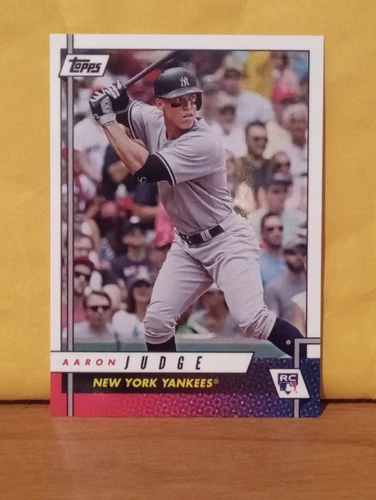 TOPPS
NY
AARON JUDGE
NEW YORK YANKEES®
RC